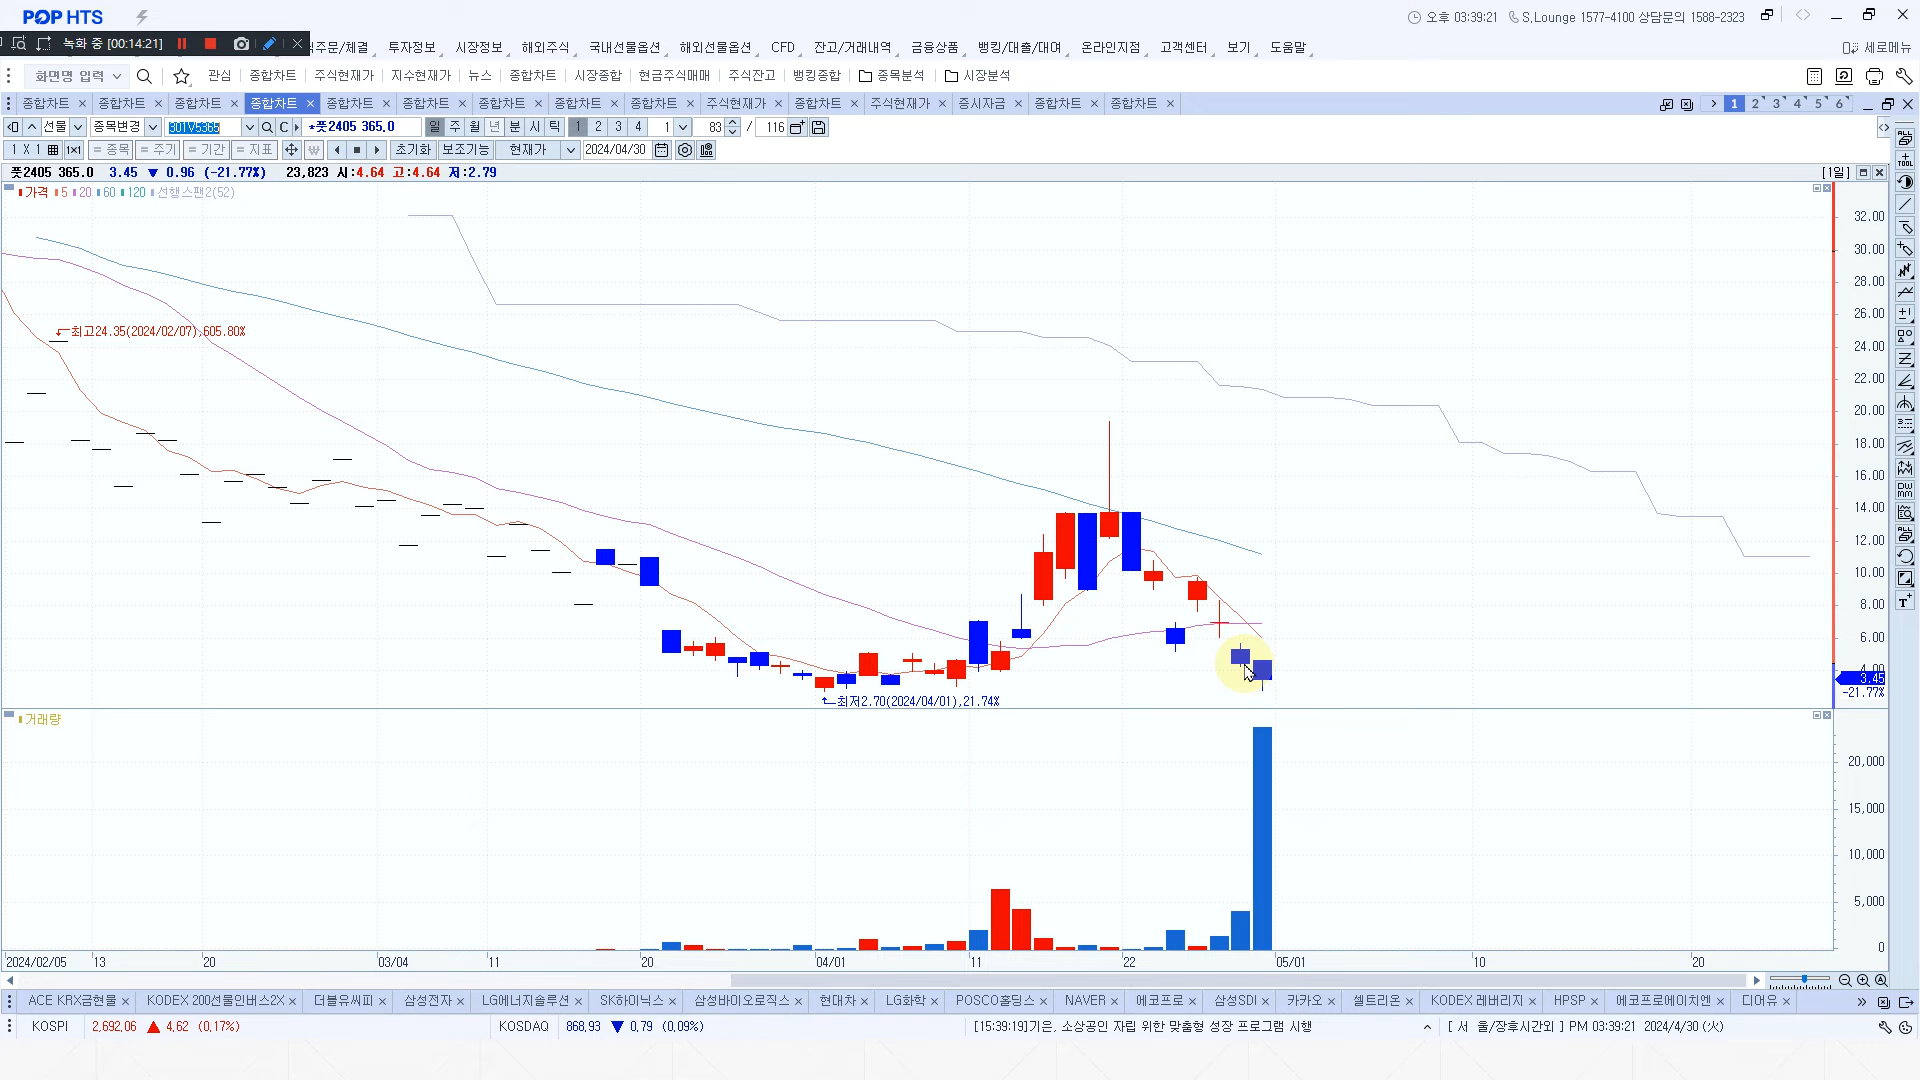 POP HTS
오후 03:39:21 S.Lounge 1577-4100 상담문의 1588-2323
녹화 중 [00:14:21]
주문/체결 투자정보 시장정보 해외주식 국내선물옵션 해외선물옵션 CFD 잔고/거래내역 금융상품 뱅킹/대출/대여 온라인지점 고객센터 보기 도움말 세로메뉴
화면명 입력 관심 종합차트 주식현재가 지수현재가 뉴스 종합차트 시장종합 현금주식매매 주식잔고 뱅킹종합 종목분석 시장분석
종합차트 종합차트 종합차트 종합차트 종합차트 종합차트 종합차트 종합차트 종합차트 주식현재가 종합차트 주식현재가 증시자금 종합차트 종합차트 1 2 3 4 5 6
선물 종목변경 301V5365 C *풋2405 365.0 일 주 월 년 분 시 틱 1 2 3 4 1 83 / 116
1 X 1 1x1 종목 주기 기간 지표 초기화 보조기능 현재가 2024/04/30
풋2405 365.0 3.45 ▼ 0.96 (-21.77%) 23,823 시:4.64 고:4.64 저:2.79 [1일]
가격 5 20 60 120 선행스팬2(52)
최고24.35(2024/02/07),605.80%
최저2.70(2024/04/01),21.74%
32.00
30.00
28.00
26.00
24.00
22.00
20.00
18.00
16.00
14.00
12.00
10.00
8.00
6.00
4.00
3.45
-21.77%
거래량
20,000
15,000
10,000
5,000
0
2024/02/05 13 20 03/04 11 20 04/01 11 22 05/01 10 20
ACE KRX금현물 KODEX 200선물인버스2X 더블유씨피 삼성전자 LG에너지솔루션 SK하이닉스 삼성바이오로직스 현대차 LG화학 POSCO홀딩스 NAVER 에코프로 삼성SDI 카카오 셀트리온 KODEX 레버리지 HPSP 에코프로에이치엔 디어유
KOSPI 2,692.06 ▲ 4.62 (0.17%) KOSDAQ 868.93 ▼ 0.79 (0.09%) [15:39:19]기은, 소상공인 자립 위한 맞춤형 성장 프로그램 시행 [ 서 울/장후시간외 ] PM 03:39:21 2024/4/30 (火)